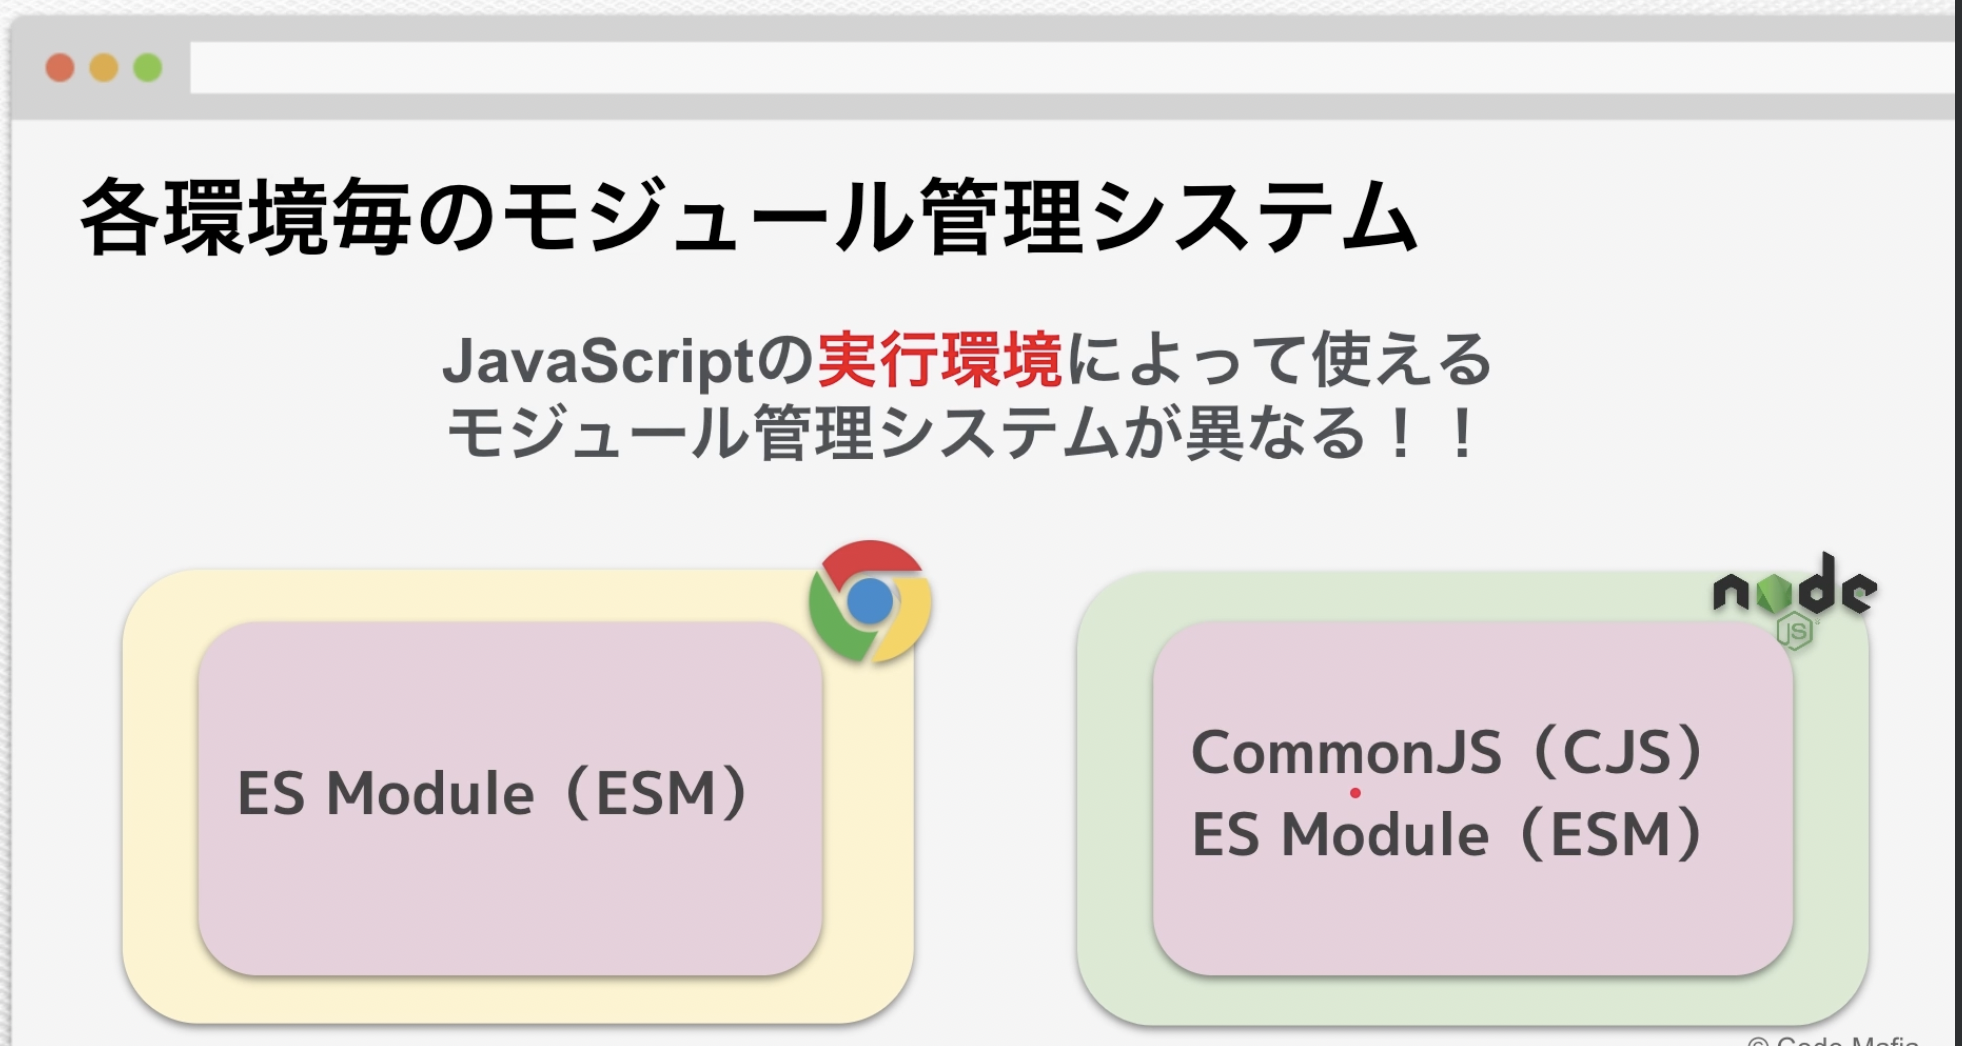 各環境毎のモジュール管理システム
JavaScriptの実行環境によって使える
モジュール管理システムが異なる！！
node
JS
ES Module（ESM）
CommonJS（CJS）
ES Module（ESM）
© Code Mafia